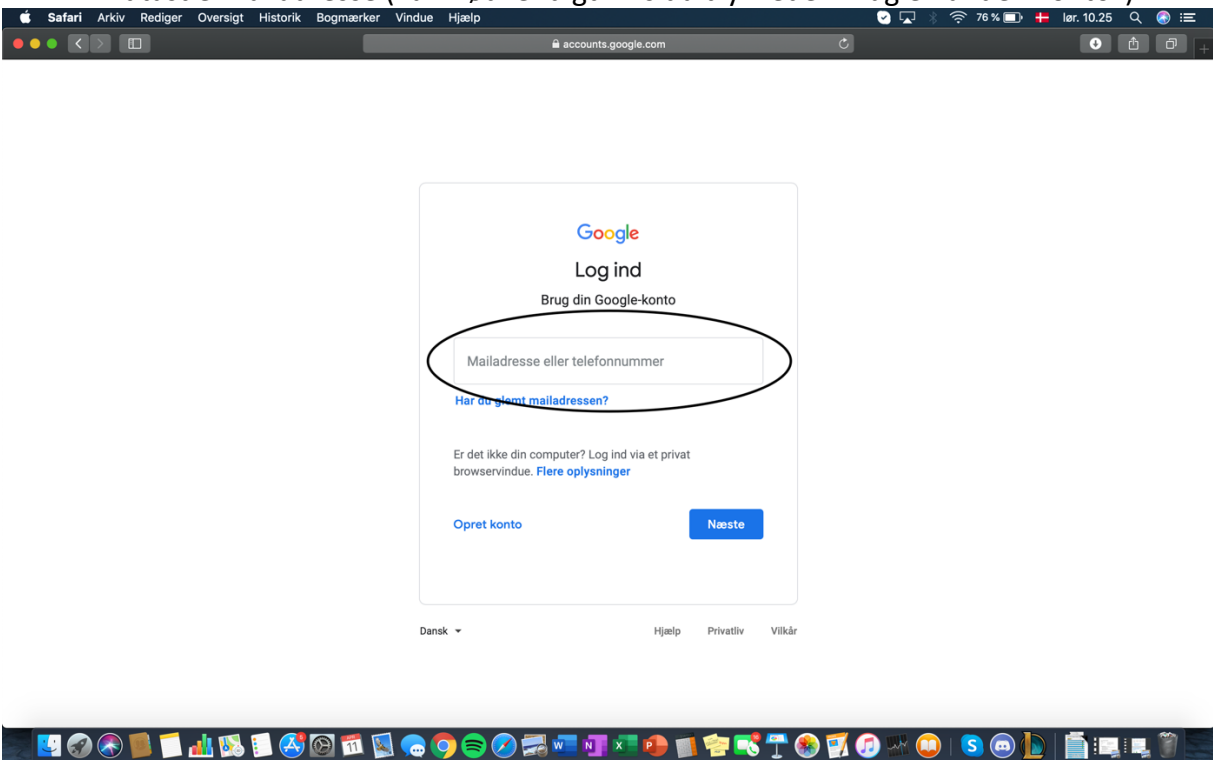 Safari Arkiv Rediger Oversigt Historik Bogmærker Vindue Hjælp 76 % lør. 10.25
accounts.google.com
Google
Log ind
Brug din Google-konto
Mailadresse eller telefonnummer
Har du glemt mailadressen?
Er det ikke din computer? Log ind via et privat
browservindue. Flere oplysninger
Opret konto Næste
Dansk Hjælp Privatliv Vilkår